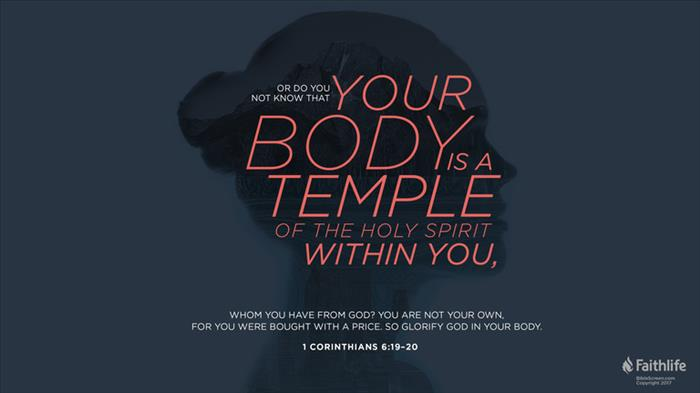 OR DO YOU
NOT KNOW THAT YOUR
BODY IS A
TEMPLE
OF THE HOLY SPIRIT
WITHIN YOU,
WHOM YOU HAVE FROM GOD? YOU ARE NOT YOUR OWN,
FOR YOU WERE BOUGHT WITH A PRICE. SO GLORIFY GOD IN YOUR BODY.
1 CORINTHIANS 6:19–20
Faithlife
BibleScreen.com
Copyright 2017